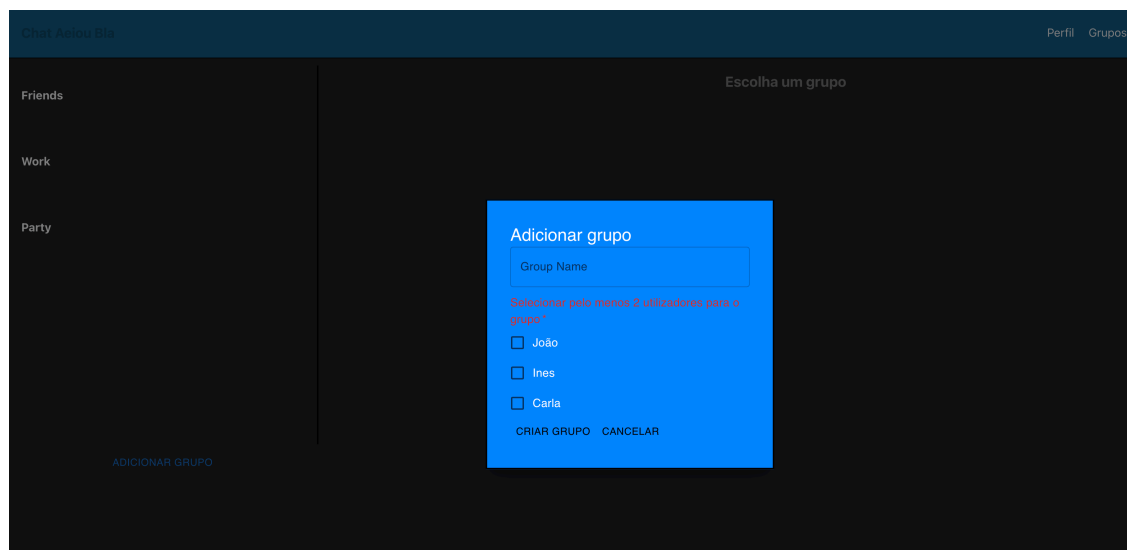 Chat Aeiou Bla
Perfil Grupos
Friends
Work
Party
ADICIONAR GRUPO
Escolha um grupo
Adicionar grupo
Group Name
Selecionar pelo menos 2 utilizadores para o
grupo*
João
Ines
Carla
CRIAR GRUPO CANCELAR